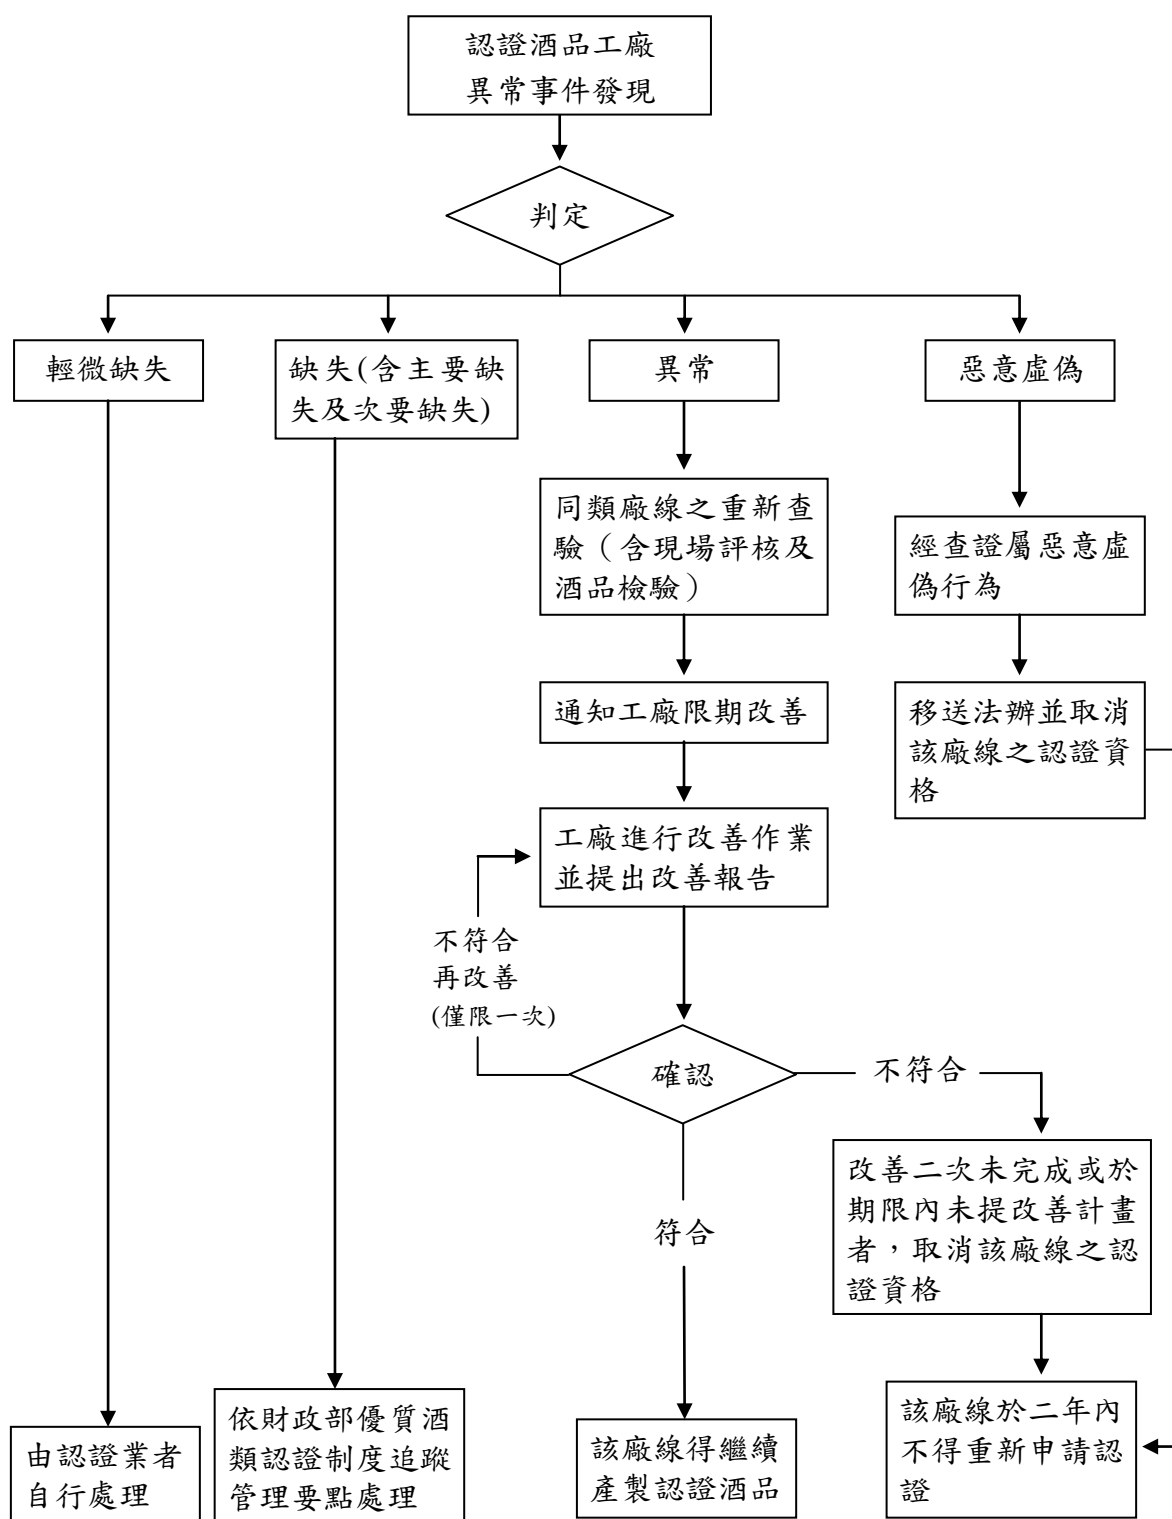 認證酒品工廠
異常事件發現
判定
輕微缺失
缺失(含主要缺
失及次要缺失)
異常
惡意虛偽
同類廠線之重新查
驗（含現場評核及
酒品檢驗）
經查證屬惡意虛
偽行為
通知工廠限期改善
移送法辦並取消
該廠線之認證資
格
工廠進行改善作業
並提出改善報告
不符合
再改善
(僅限一次)
確認
不符合
符合
改善二次未完成或於
期限內未提改善計畫
者，取消該廠線之認
證資格
由認證業者
自行處理
依財政部優質酒
類認證制度追蹤
管理要點處理
該廠線得繼續
產製認證酒品
該廠線於二年內
不得重新申請認
證